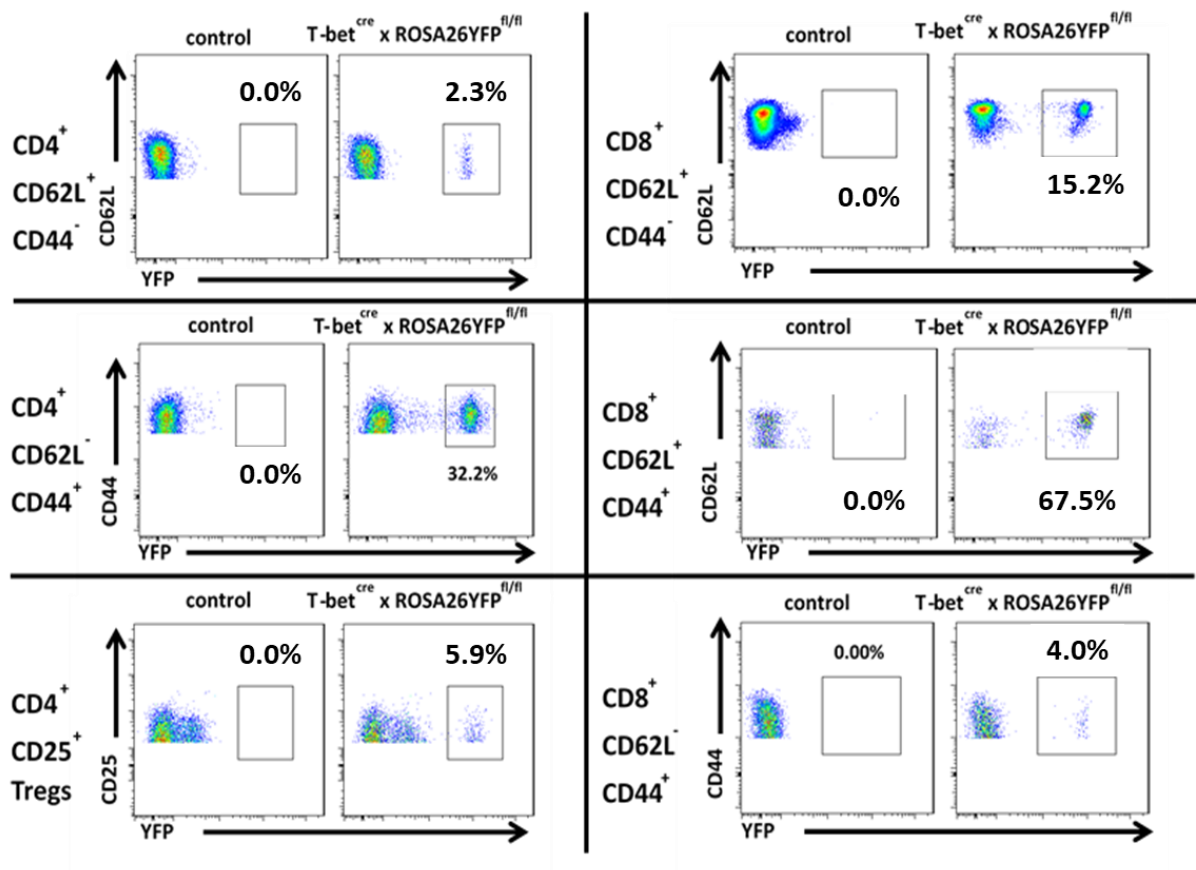 control T-bet^cre x ROSA26YFP^fl/fl
0.0% 2.3%
CD4+
CD62L+
CD44-
CD62L
YFP
control T-bet^cre x ROSA26YFP^fl/fl
CD8+
CD62L+
CD44-
0.0% 15.2%
CD62L
YFP
control T-bet^cre x ROSA26YFP^fl/fl
CD4+
CD62L-
CD44+
0.0% 32.2%
CD44
YFP
control T-bet^cre x ROSA26YFP^fl/fl
CD8+
CD62L+
CD44+
0.0% 67.5%
CD62L
YFP
control T-bet^cre x ROSA26YFP^fl/fl
0.0% 5.9%
CD4+
CD25+
Tregs
CD25
YFP
control T-bet^cre x ROSA26YFP^fl/fl
0.00% 4.0%
CD8+
CD62L-
CD44+
CD44
YFP